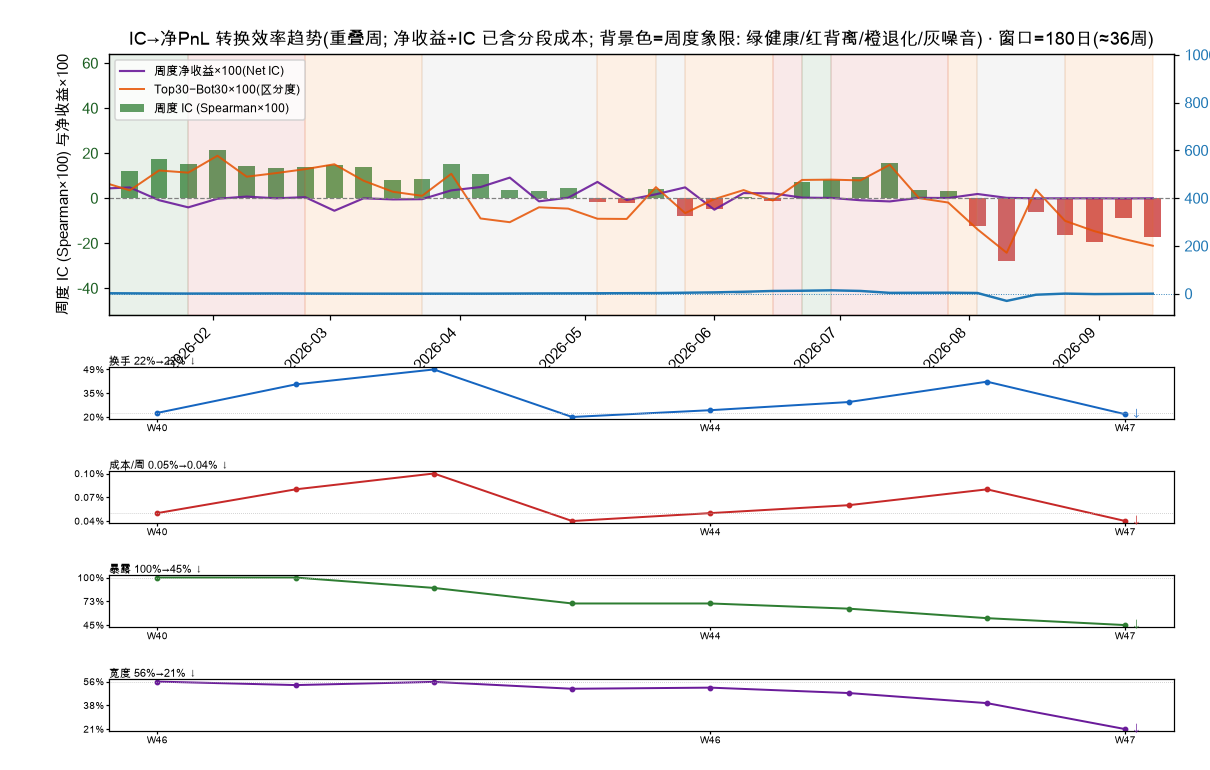 IC→净PnL 转换效率趋势(重叠周; 净收益÷IC 已含分段成本; 背景色=周度象限: 绿健康/红背离/橙退化/灰噪音) · 窗口=180日(≈36周)
周度 IC (Spearman×100) 与净收益×100
60
40
20
0
-20
-40
周度净收益×100(Net IC)
Top30−Bot30×100(区分度)
周度 IC (Spearman×100)
1000
800
600
400
200
0
2026-02
2026-03
2026-04
2026-05
2026-06
2026-07
2026-08
2026-09
换手 22%→22% ↓
49%
35%
20%
↓
W40
W44
W47
成本/周 0.05%→0.04% ↓
0.10%
0.07%
0.04%
↓
W40
W44
W47
暴露 100%→45% ↓
100%
73%
45%
↓
W40
W44
W47
宽度 56%→21% ↓
56%
38%
21%
↓
W46
W46
W47